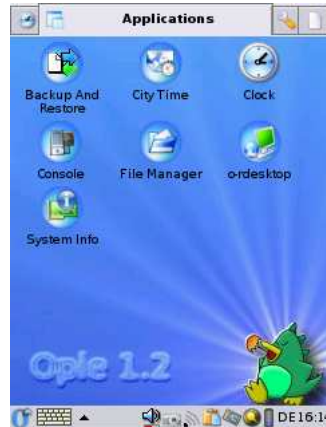 Applications
Backup And
Restore
City Time
Clock
Console
File Manager
o-rdesktop
System Info
Opie 1.2
DE 16:14